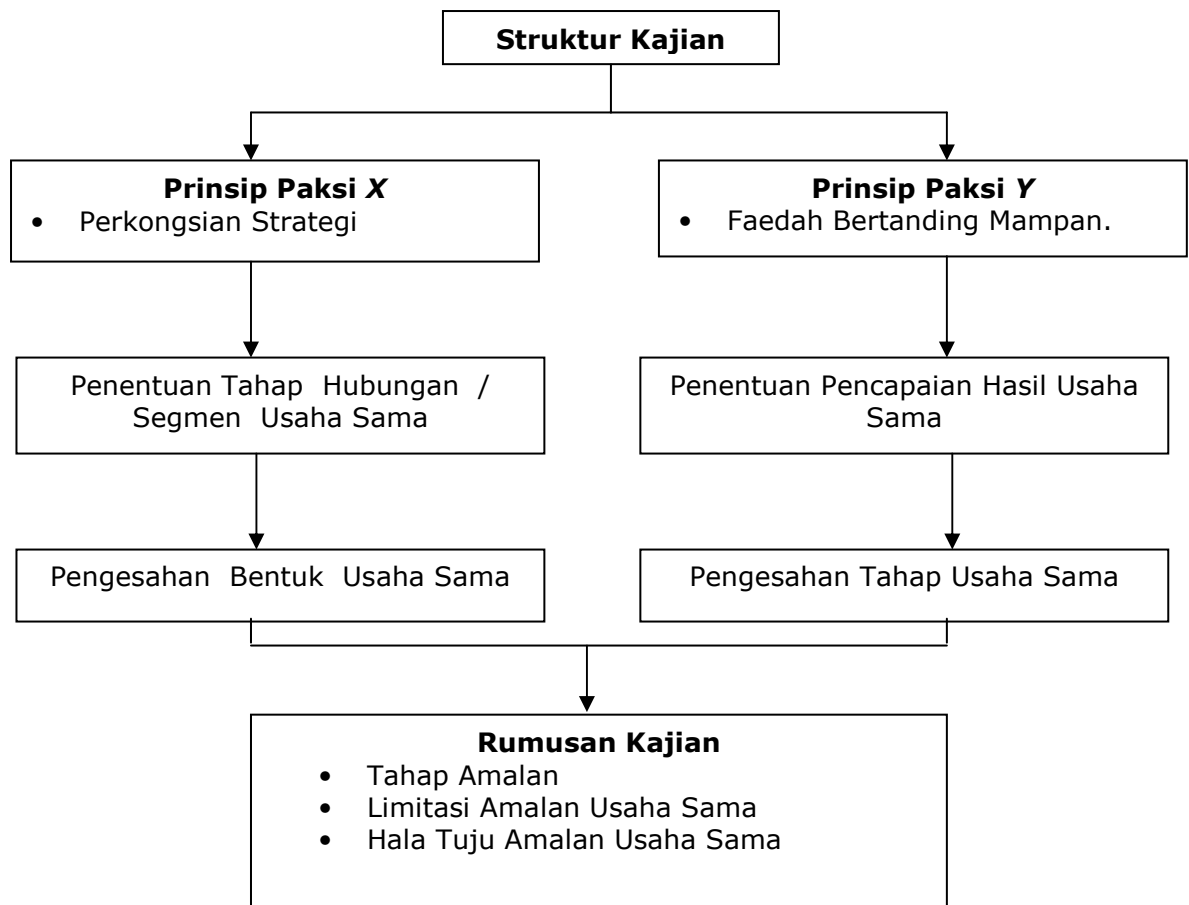 Struktur Kajian
Prinsip Paksi X
• Perkongsian Strategi
Prinsip Paksi Y
• Faedah Bertanding Mampan.
Penentuan Tahap Hubungan /
Segmen Usaha Sama
Penentuan Pencapaian Hasil Usaha
Sama
Pengesahan Bentuk Usaha Sama
Pengesahan Tahap Usaha Sama
Rumusan Kajian
• Tahap Amalan
• Limitasi Amalan Usaha Sama
• Hala Tuju Amalan Usaha Sama